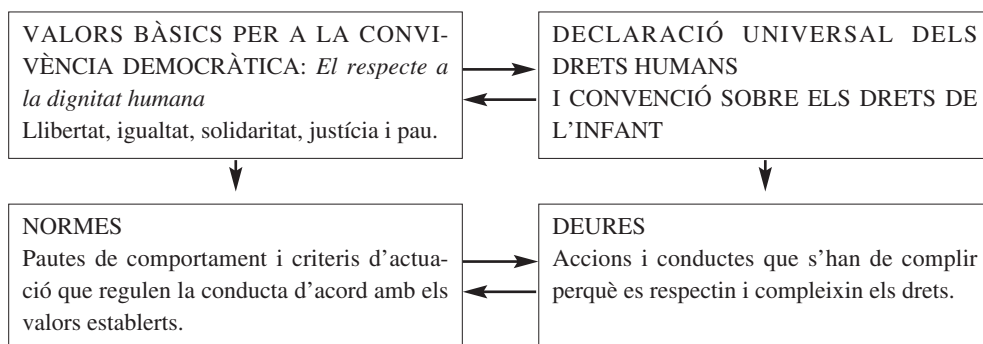 VALORS BÀSICS PER A LA CONVI-
VÈNCIA DEMOCRÀTICA: El respecte a
la dignitat humana
Llibertat, igualtat, solidaritat, justícia i pau.
DECLARACIÓ UNIVERSAL DELS
DRETS HUMANS
I CONVENCIÓ SOBRE ELS DRETS DE
L’INFANT
NORMES
Pautes de comportament i criteris d’actua-
ció que regulen la conducta d’acord amb els
valors establerts.
DEURES
Accions i conductes que s’han de complir
perquè es respectin i compleixin els drets.